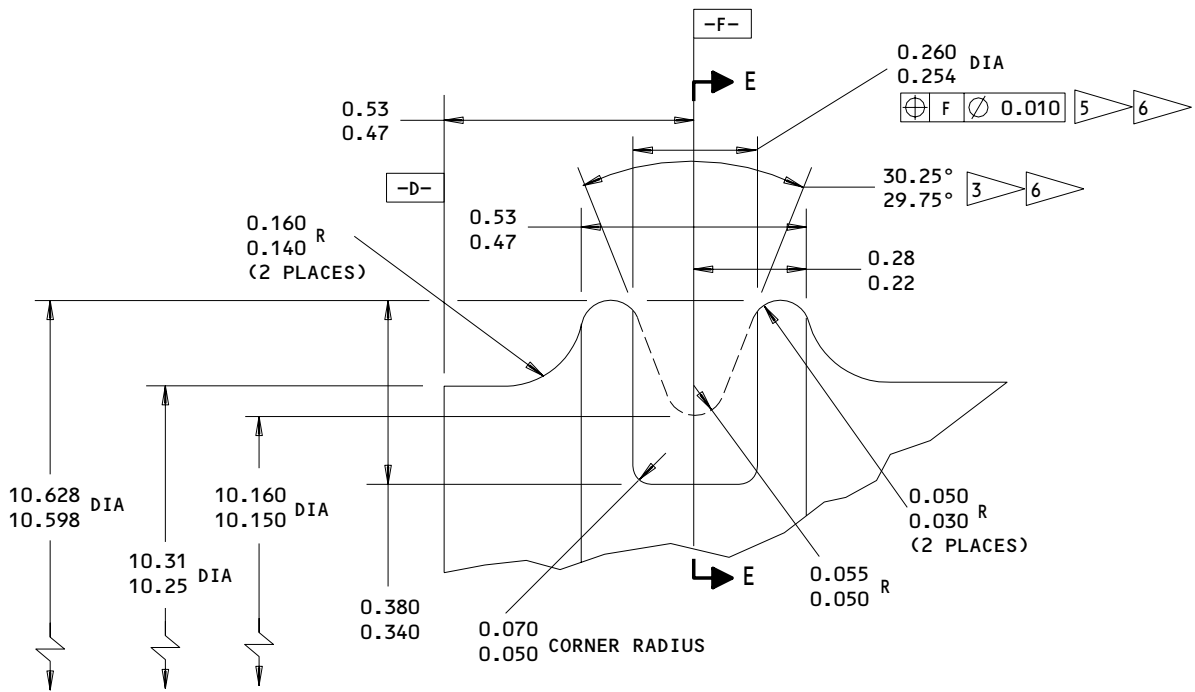 -F-
E
0.260
0.254 DIA
⌖ F ∅ 0.010 5 6
0.53
0.47
-D-
30.25°
29.75° 3 6
0.53
0.47
0.160
0.140 R
(2 PLACES)
0.28
0.22
10.628
10.598 DIA
10.31
10.25 DIA
10.160
10.150 DIA
0.380
0.340
0.070
0.050 CORNER RADIUS
E
0.055
0.050 R
0.050
0.030 R
(2 PLACES)